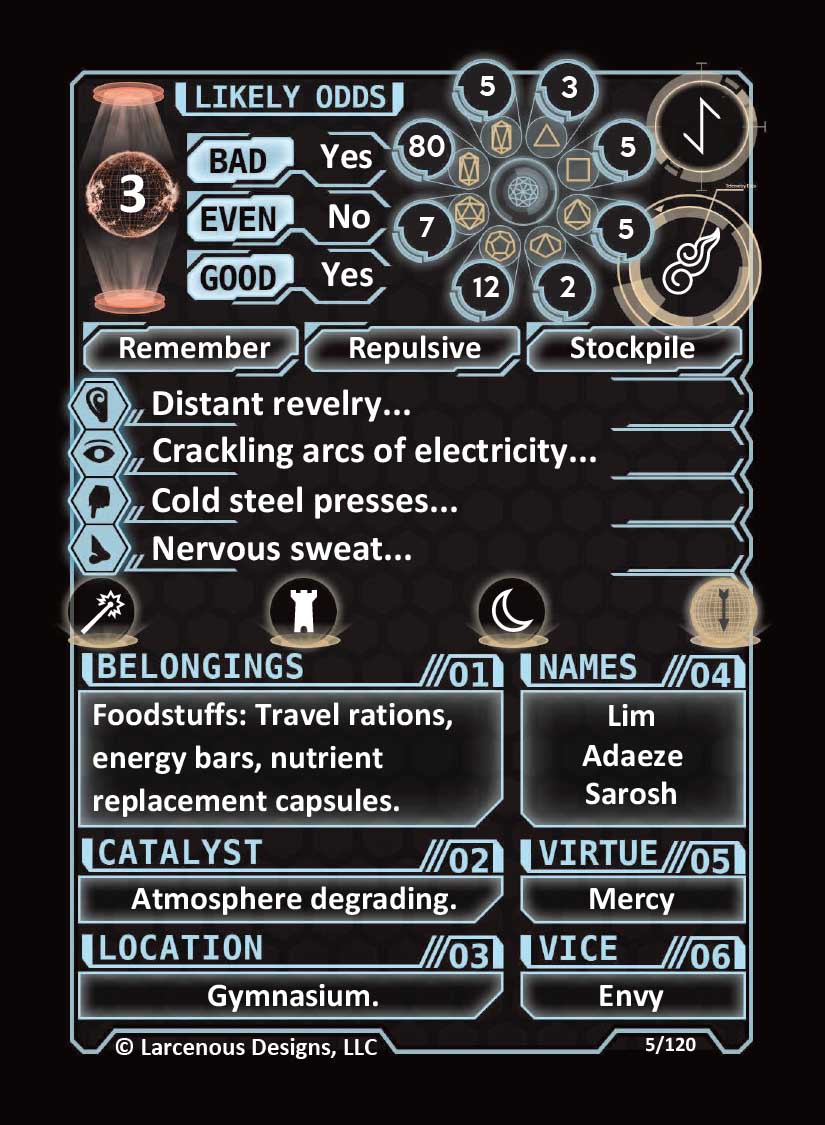 LIKELY ODDS
3
BAD Yes
EVEN No
GOOD Yes
5
3
80
5
7
5
12
2
Remember Repulsive Stockpile
Distant revelry...
Crackling arcs of electricity...
Cold steel presses...
Nervous sweat...
BELONGINGS ///01
Foodstuffs: Travel rations,
energy bars, nutrient
replacement capsules.
NAMES ///04
Lim
Adaeze
Sarosh
CATALYST ///02
Atmosphere degrading.
VIRTUE ///05
Mercy
LOCATION ///03
Gymnasium.
VICE ///06
Envy
© Larcenous Designs, LLC
5/120